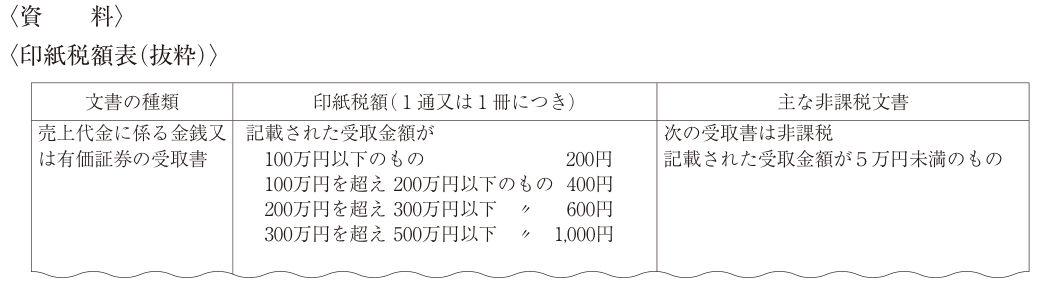 〈資　　料〉
〈印紙税額表(抜粋)〉
文書の種類　印紙税額(1通又は1冊につき)　主な非課税文書
売上代金に係る金銭又は有価証券の受取書
記載された受取金額が
100万円以下のもの　200円
100万円を超え 200万円以下のもの　400円
200万円を超え 300万円以下　〃　600円
300万円を超え 500万円以下　〃　1,000円
次の受取書は非課税
記載された受取金額が5万円未満のもの